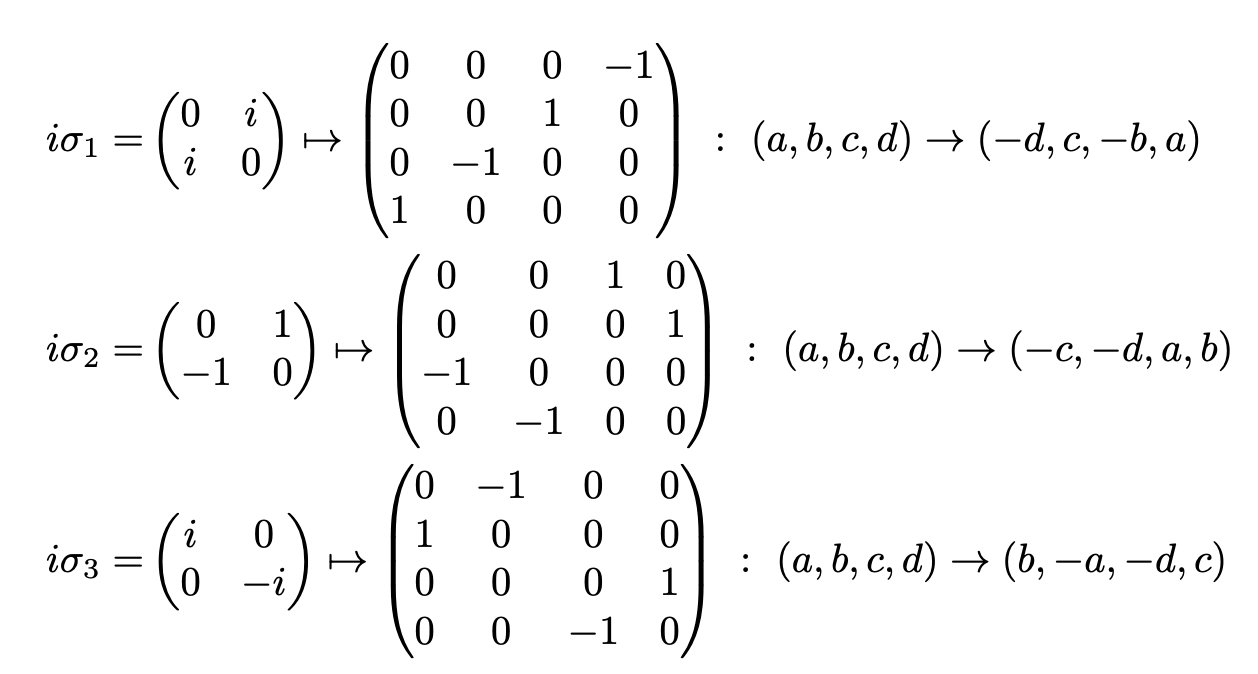 iσ₁ = (0 i; i 0) ↦ (0 0 0 −1; 0 0 1 0; 0 −1 0 0; 1 0 0 0) : (a, b, c, d) → (−d, c, −b, a)
iσ₂ = (0 1; −1 0) ↦ (0 0 1 0; 0 0 0 1; −1 0 0 0; 0 −1 0 0) : (a, b, c, d) → (−c, −d, a, b)
iσ₃ = (i 0; 0 −i) ↦ (0 −1 0 0; 1 0 0 0; 0 0 0 1; 0 0 −1 0) : (a, b, c, d) → (b, −a, −d, c)